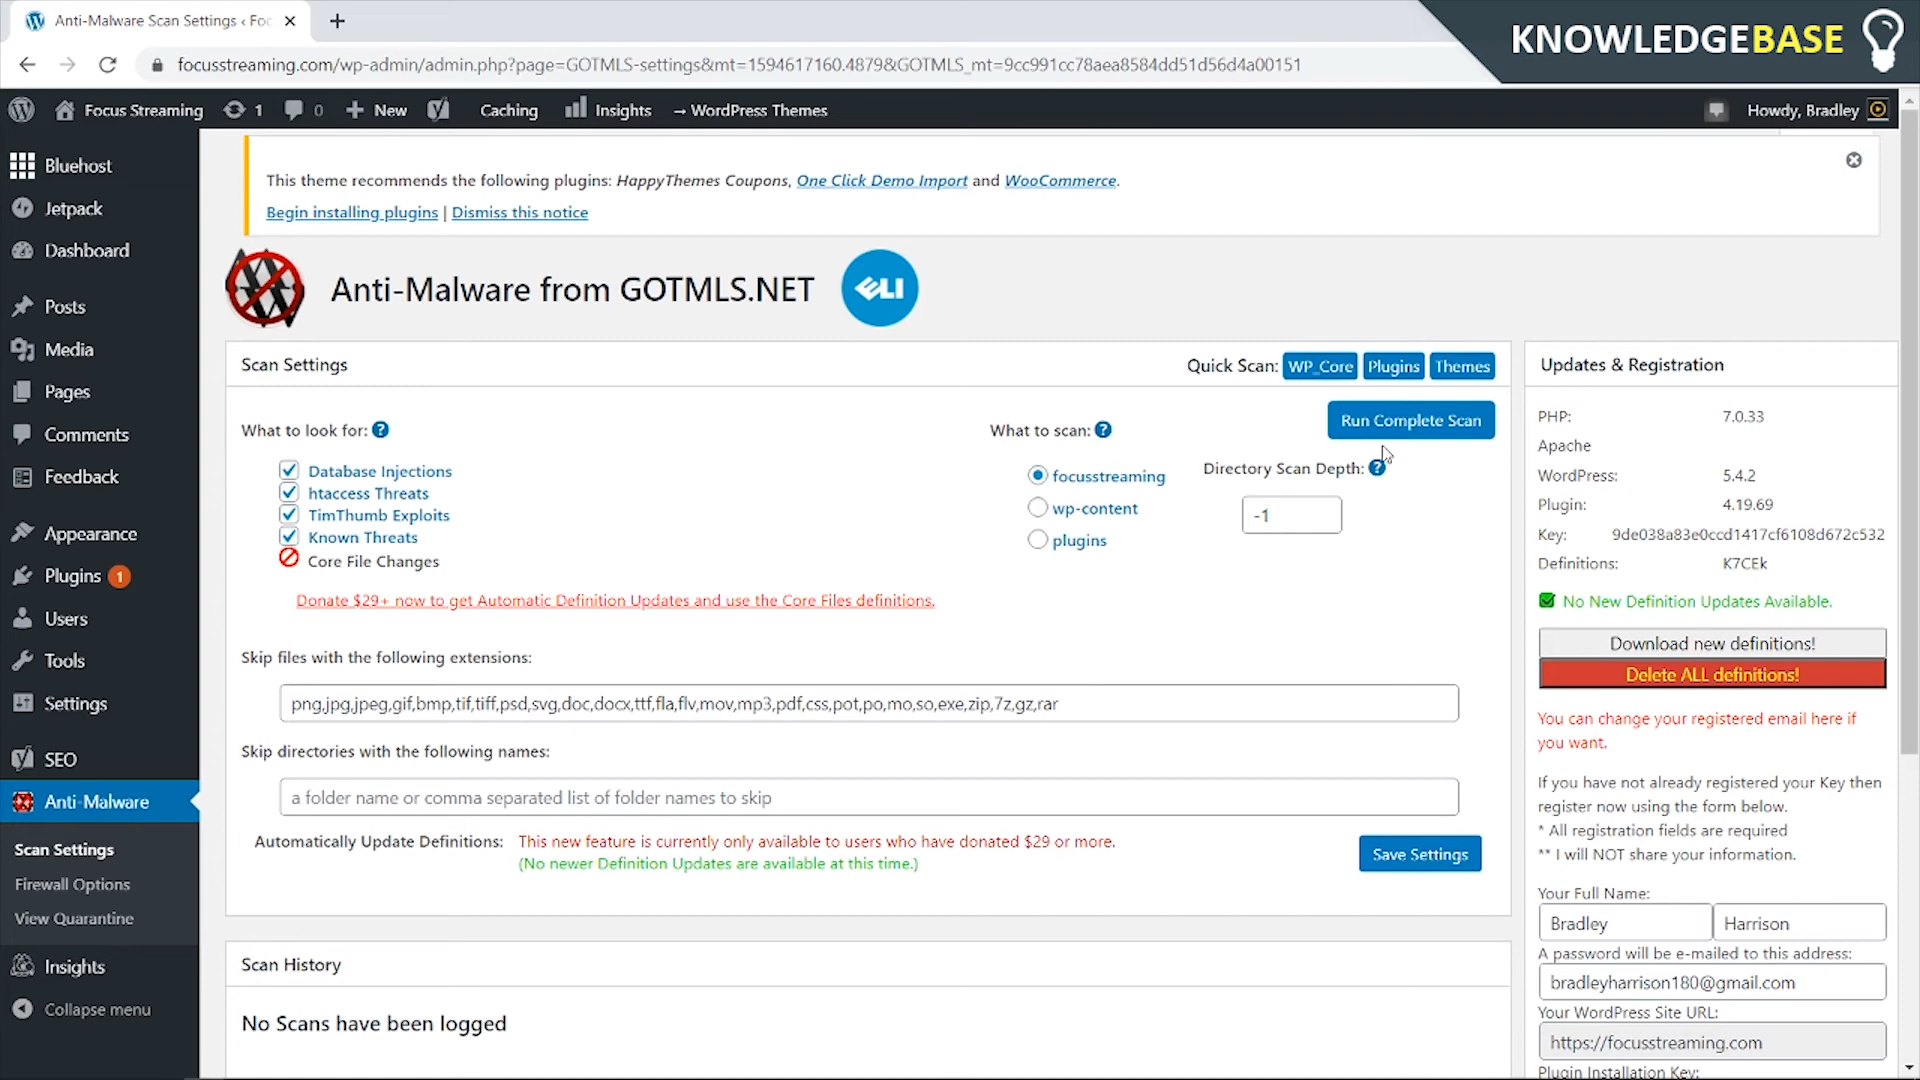 Anti-Malware Scan Settings ‹ Foc
KNOWLEDGEBASE
focusstreaming.com/wp-admin/admin.php?page=GOTMLS-settings&mt=1594617160.4879&GOTMLS_mt=9cc991cc78aea8584dd51d56d4a00151
Focus Streaming 1 0 New Caching Insights → WordPress Themes Howdy, Bradley
Bluehost
Jetpack
Dashboard
Posts
Media
Pages
Comments
Feedback
Appearance
Plugins 1
Users
Tools
Settings
SEO
Anti-Malware
Scan Settings
Firewall Options
View Quarantine
Insights
Collapse menu
This theme recommends the following plugins: HappyThemes Coupons, One Click Demo Import and WooCommerce.
Begin installing plugins | Dismiss this notice
Anti-Malware from GOTMLS.NET
ELI
Scan Settings
Quick Scan: WP_Core Plugins Themes
Run Complete Scan
What to look for: ?
Database Injections
htaccess Threats
TimThumb Exploits
Known Threats
Core File Changes
Donate $29+ now to get Automatic Definition Updates and use the Core Files definitions.
What to scan: ?
focusstreaming
wp-content
plugins
Directory Scan Depth: ?
-1
Skip files with the following extensions:
png,jpg,jpeg,gif,bmp,tif,tiff,psd,svg,doc,docx,ttf,fla,flv,mov,mp3,pdf,css,pot,po,mo,so,exe,zip,7z,gz,rar
Skip directories with the following names:
a folder name or comma separated list of folder names to skip
Automatically Update Definitions: This new feature is currently only available to users who have donated $29 or more.
(No newer Definition Updates are available at this time.)
Save Settings
Scan History
No Scans have been logged
Updates & Registration
PHP: 7.0.33
Apache
WordPress: 5.4.2
Plugin: 4.19.69
Key: 9de038a83e0ccd1417cf6108d672c532
Definitions: K7CEk
No New Definition Updates Available.
Download new definitions!
Delete ALL definitions!
You can change your registered email here if
you want.
If you have not already registered your Key then
register now using the form below.
* All registration fields are required
** I will NOT share your information.
Your Full Name:
Bradley Harrison
A password will be e-mailed to this address:
bradleyharrison180@gmail.com
Your WordPress Site URL:
https://focusstreaming.com
Plugin Installation Key: